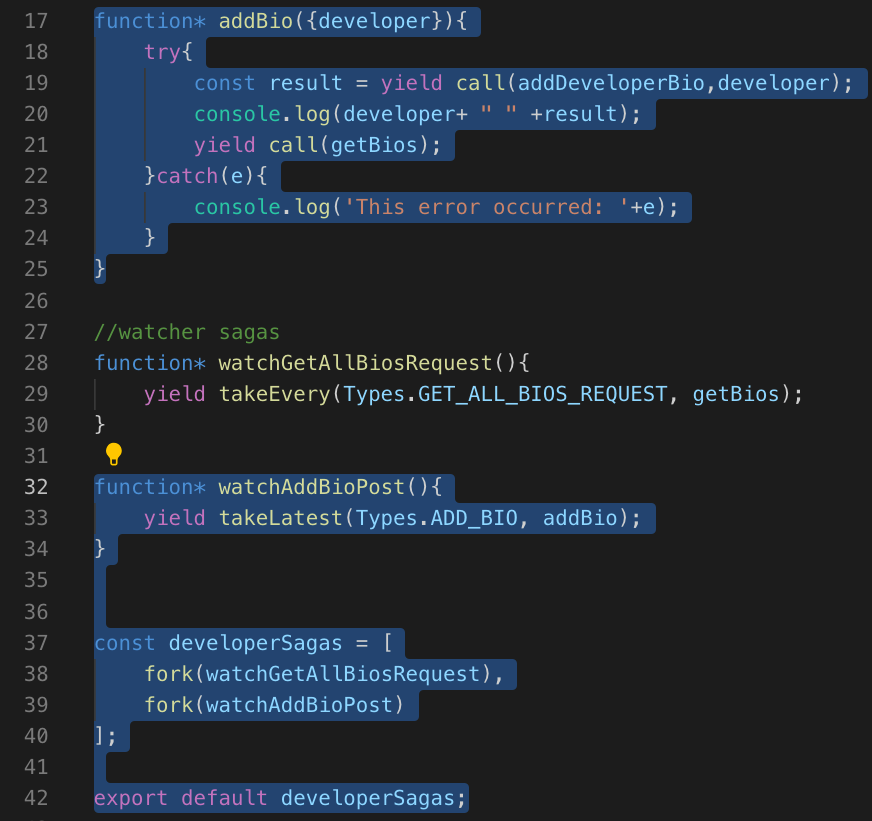 17 function* addBio({developer}){
18     try{
19         const result = yield call(addDeveloperBio,developer);
20         console.log(developer+ " " +result);
21         yield call(getBios);
22     }catch(e){
23         console.log('This error occurred: '+e);
24     }
25 }
26
27 //watcher sagas
28 function* watchGetAllBiosRequest(){
29     yield takeEvery(Types.GET_ALL_BIOS_REQUEST, getBios);
30 }
31
32 function* watchAddBioPost(){
33     yield takeLatest(Types.ADD_BIO, addBio);
34 }
35
36
37 const developerSagas = [
38     fork(watchGetAllBiosRequest),
39     fork(watchAddBioPost)
40 ];
41
42 export default developerSagas;